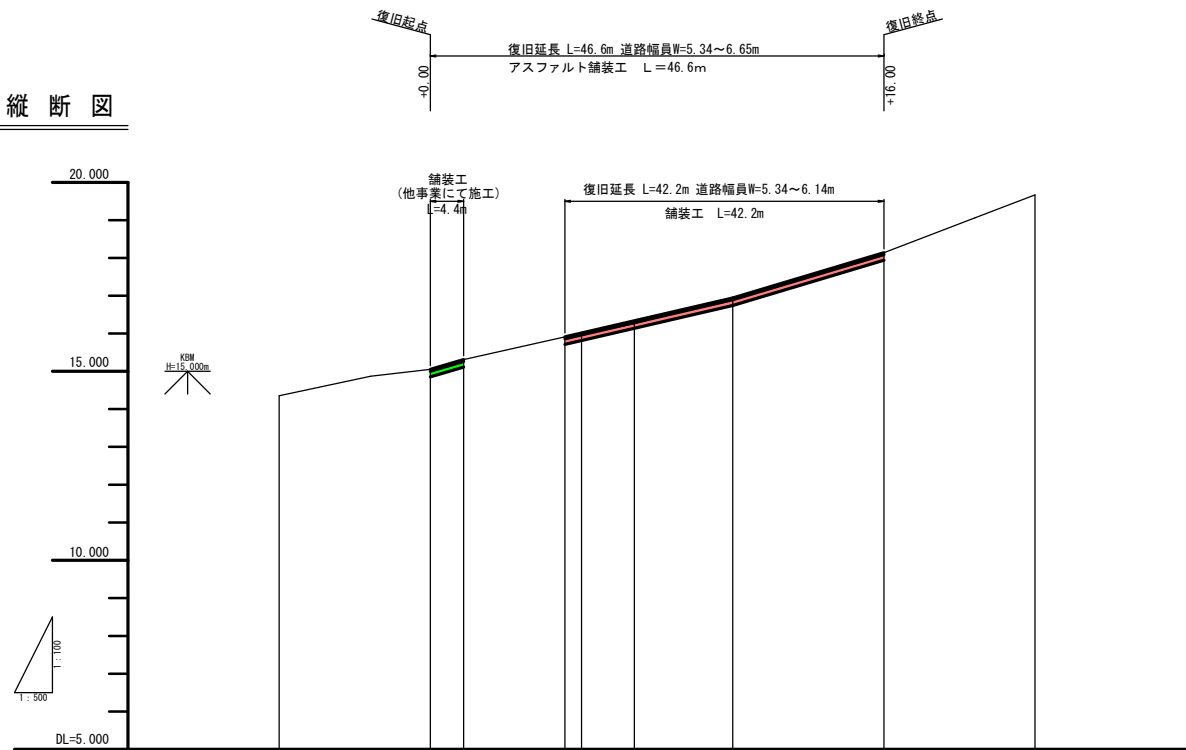 復旧起点
復旧終点
復旧延長 L=46.6m 道路幅員W=5.34～6.65m
アスファルト舗装工 L=46.6m
+0.00
+16.00
縦 断 図
20.000
舗装工
(他事業にて施工)
L=4.4m
復旧延長 L=42.2m 道路幅員W=5.34～6.14m
舗装工 L=42.2m
15.000
KBM
H=15.000m
10.000
1:100
1:500
DL=5.000